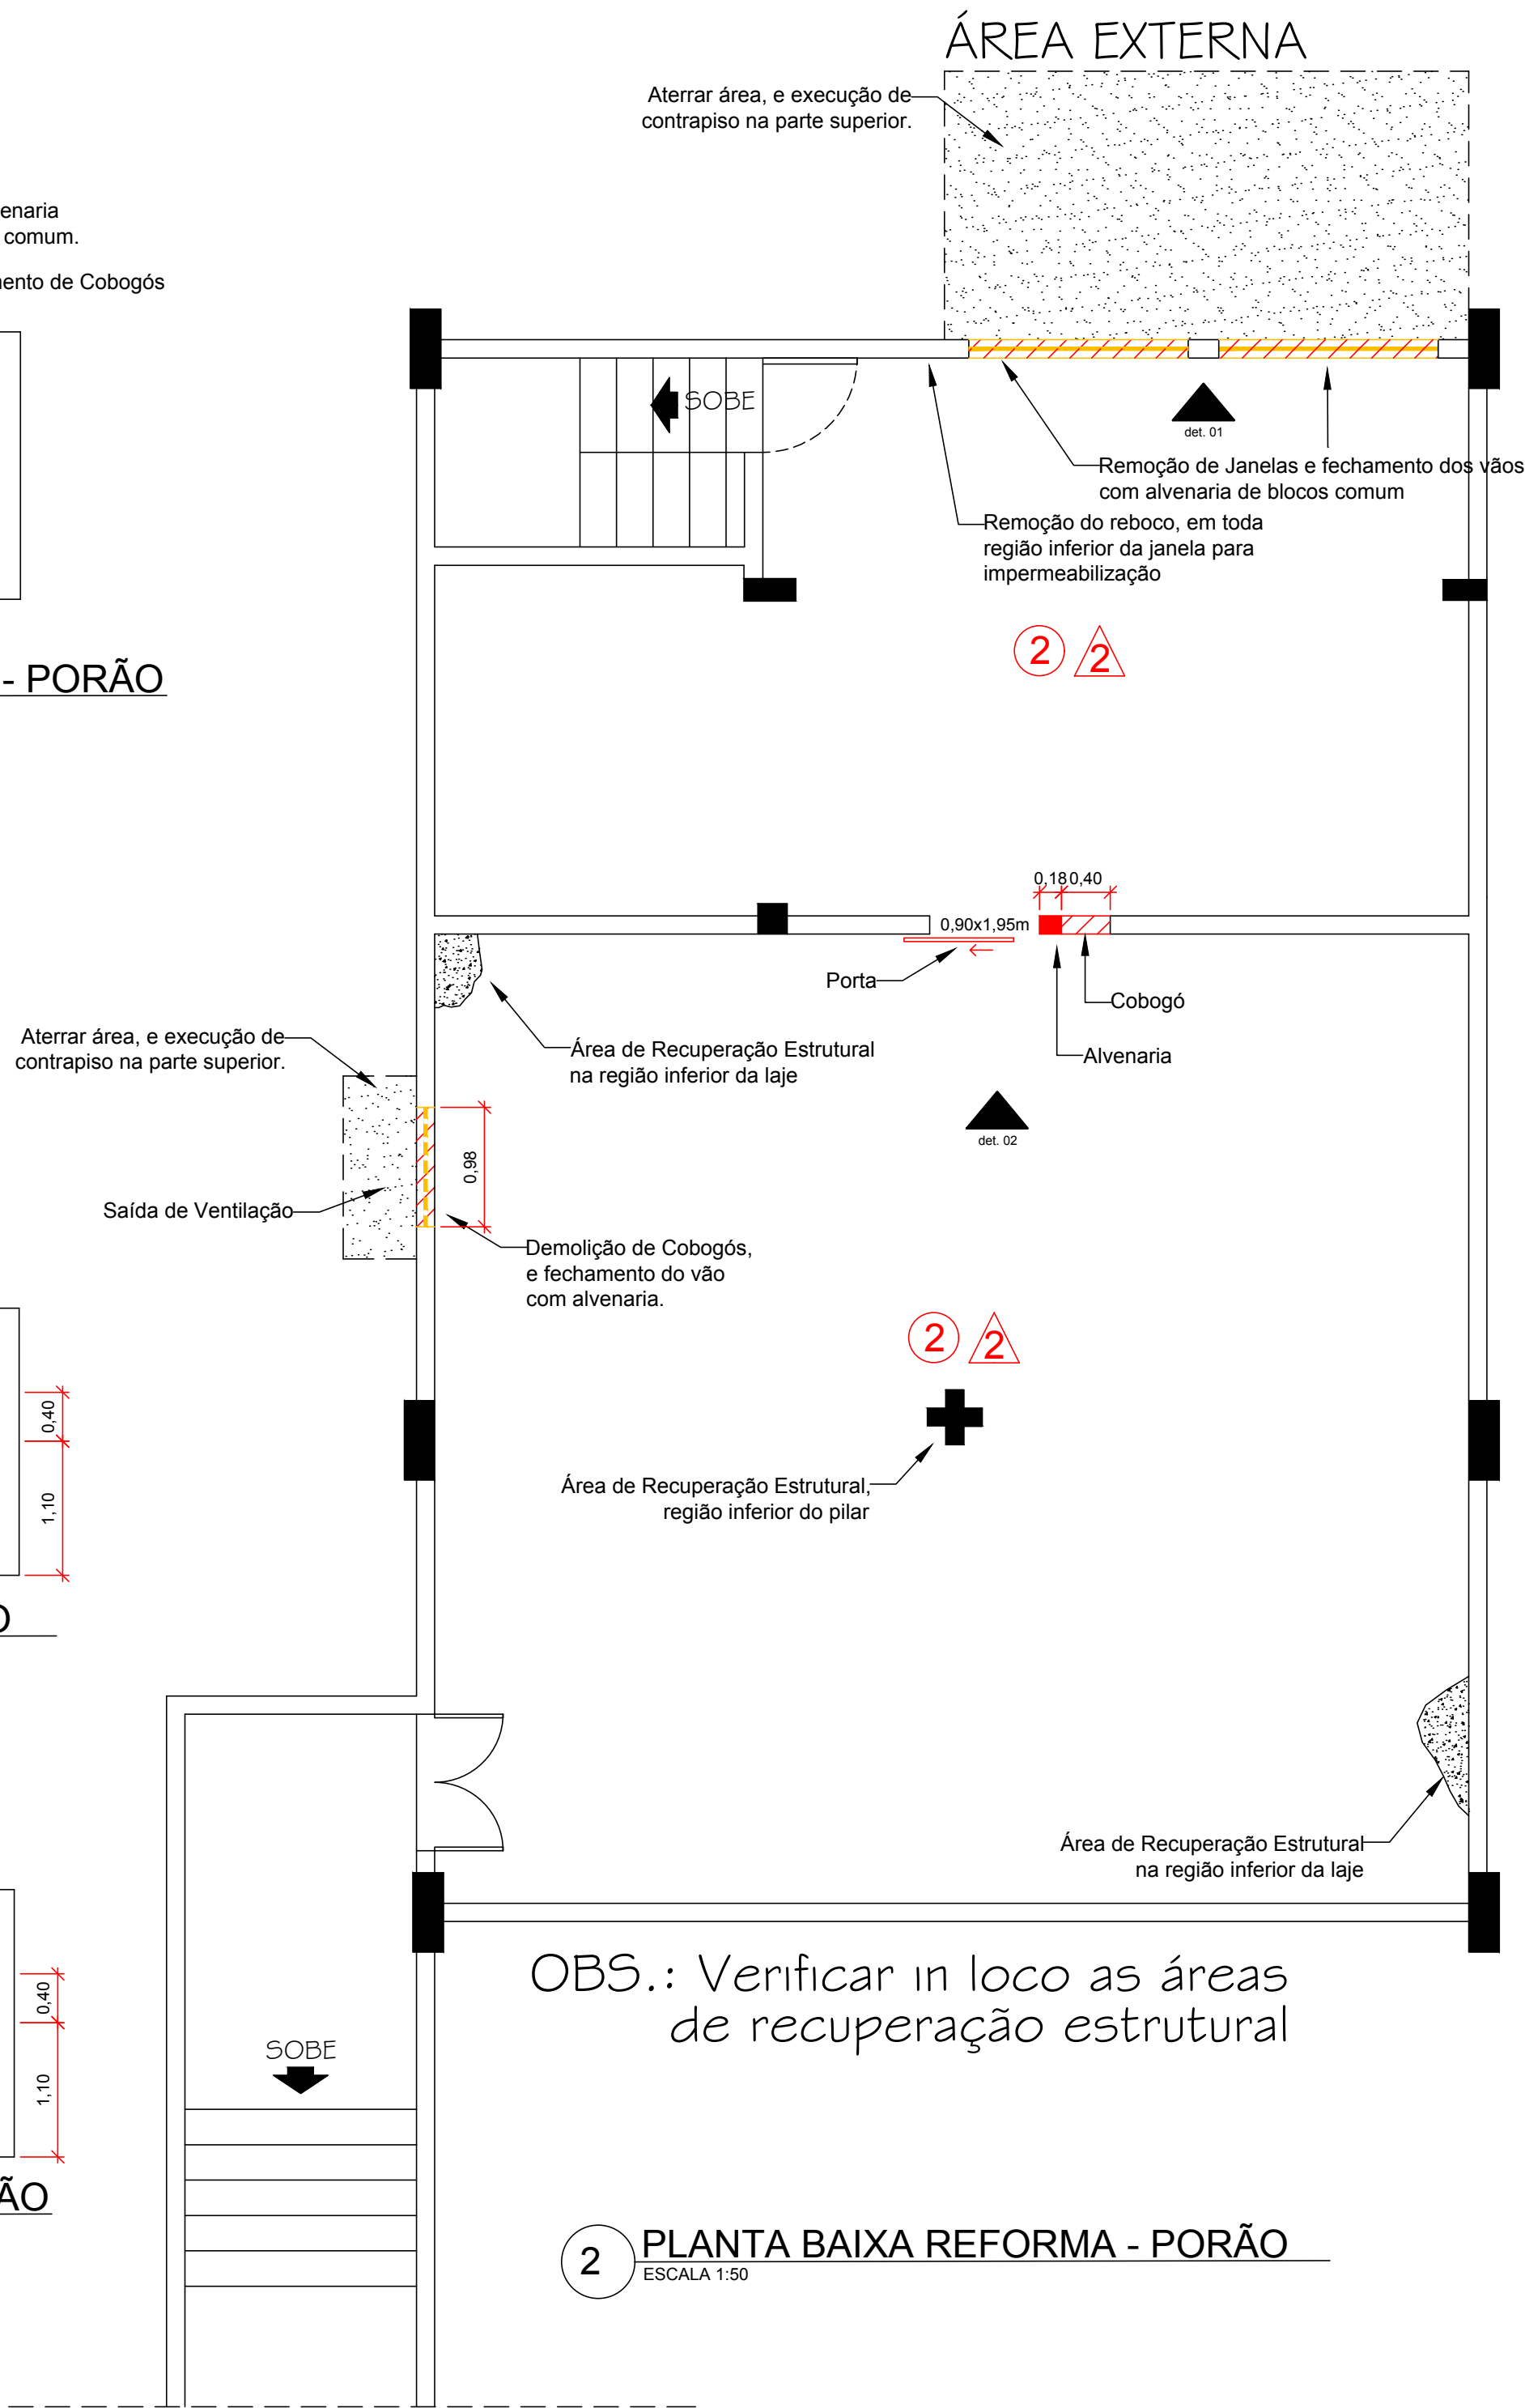 ÁREA EXTERNA
Aterrar área, e execução de
contrapiso na parte superior.
comum.
de Cobogós
SOBE
det. 01
Remoção de Janelas e fechamento dos vãos
com alvenaria de blocos comum
Remoção do reboco, em toda
região inferior da janela para
impermeabilização
2
2
- PORÃO
0,18
0,40
0,90x1,95m
Porta
Cobogó
Alvenaria
Área de Recuperação Estrutural
na região inferior da laje
Aterrar área, e execução de
contrapiso na parte superior.
det. 02
0,98
Saída de Ventilação
Demolição de Cobogós,
e fechamento do vão
com alvenaria.
2
2
0,40
1,10
Área de Recuperação Estrutural,
região inferior do pilar
Área de Recuperação Estrutural
na região inferior da laje
OBS.: Verificar in loco as áreas
de recuperação estrutural
0,40
1,10
SOBE
2
PLANTA BAIXA REFORMA - PORÃO
ESCALA 1:50